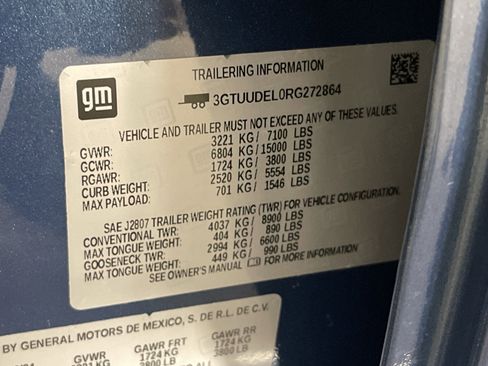 gm
TRAILERING INFORMATION
3GTUUDEL0RG272864
VEHICLE AND TRAILER MUST NOT EXCEED ANY OF THESE VALUES:
GVWR: 3221 KG/ 7100 LBS
GCWR: 6804 KG/ 15000 LBS
RGAWR: 1724 KG/ 3800 LBS
CURB WEIGHT: 2520 KG/ 5554 LBS
MAX PAYLOAD: 701 KG/ 1546 LBS
SAE J2807 TRAILER WEIGHT RATING (TWR) FOR VEHICLE CONFIGURATION.
CONVENTIONAL TWR: 4037 KG/ 8900 LBS
MAX TONGUE WEIGHT: 404 KG/ 890 LBS
GOOSENECK TWR: 2994 KG/ 6600 LBS
MAX TONGUE WEIGHT: 449 KG/ 990 LBS
SEE OWNER'S MANUAL FOR MORE INFORMATION
BY GENERAL MOTORS DE MEXICO, S. DE R.L. DE C.V.
GVWR GAWR FRT GAWR RR
1724 KG 1724 KG
3800 LB 3800 LB